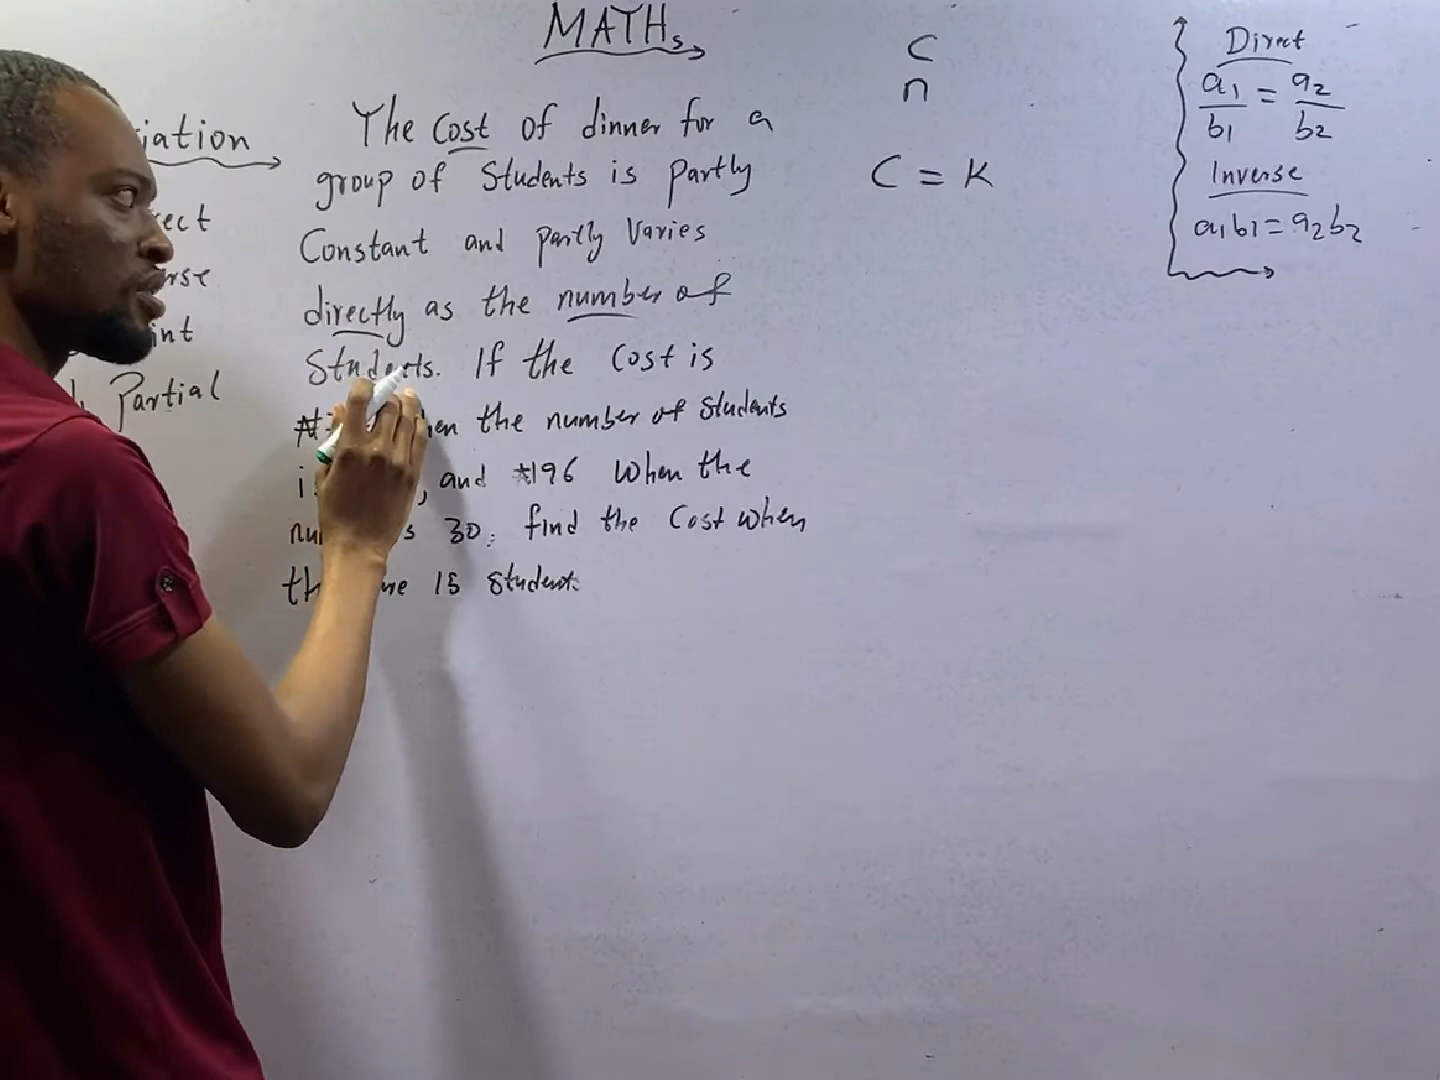 MATHs
iation
ect
rse
int
Partial
The Cost of dinner for a
group of Students is Partly
Constant and partly Varies
directly as the number of
Students. If the Cost is
the number of Students
, and ₦196 When the
30. find the Cost when
15 Student.
C
n
C = K
Direct
a1/b1 = a2/b2
Inverse
a1b1 = a2b2